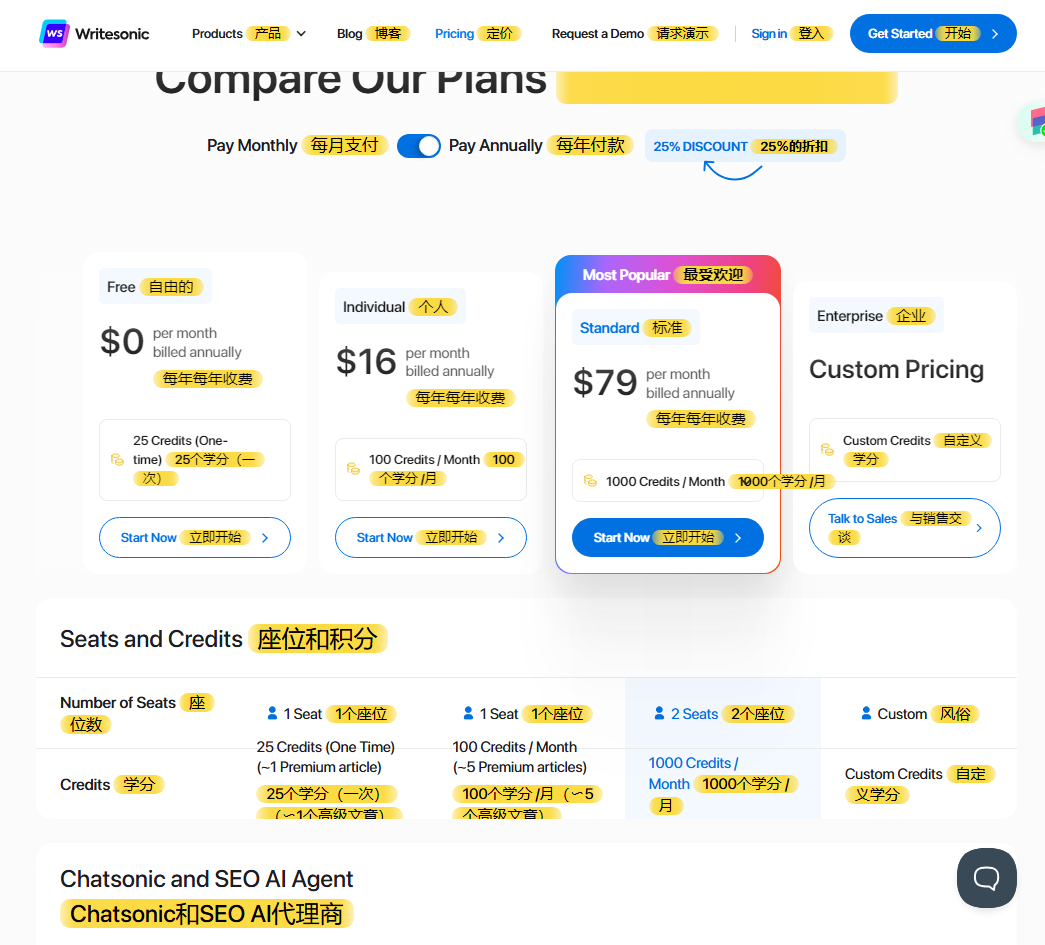 WS Writesonic Products 产品 Blog 博客 Pricing 定价 Request a Demo 请求演示 Sign in 登入 Get Started 开始
Compare Our Plans
Pay Monthly 每月支付 Pay Annually 每年付款 25% DISCOUNT 25%的折扣
Free 自由的
$0 per month
billed annually
每年每年收费
25 Credits (One-
time) 25个学分（一
次）
Start Now 立即开始
Individual 个人
$16 per month
billed annually
每年每年收费
100 Credits / Month 100
个学分 /月
Start Now 立即开始
Most Popular 最受欢迎
Standard 标准
$79 per month
billed annually
每年每年收费
1000 Credits / Month 1000个学分 /月
Start Now 立即开始
Enterprise 企业
Custom Pricing
Custom Credits 自定义
学分
Talk to Sales 与销售交
谈
Seats and Credits 座位和积分
Number of Seats 座
位数
1 Seat 1个座位
1 Seat 1个座位
2 Seats 2个座位
Custom 风俗
Credits 学分
25 Credits (One Time)
(~1 Premium article)
25个学分（一次）
（〜1个高级文章）
100 Credits / Month
(~5 Premium articles)
100个学分 /月（〜5
个高级文章）
1000 Credits /
Month 1000个学分 /
月
Custom Credits 自定
义学分
Chatsonic and SEO AI Agent
Chatsonic和SEO AI代理商